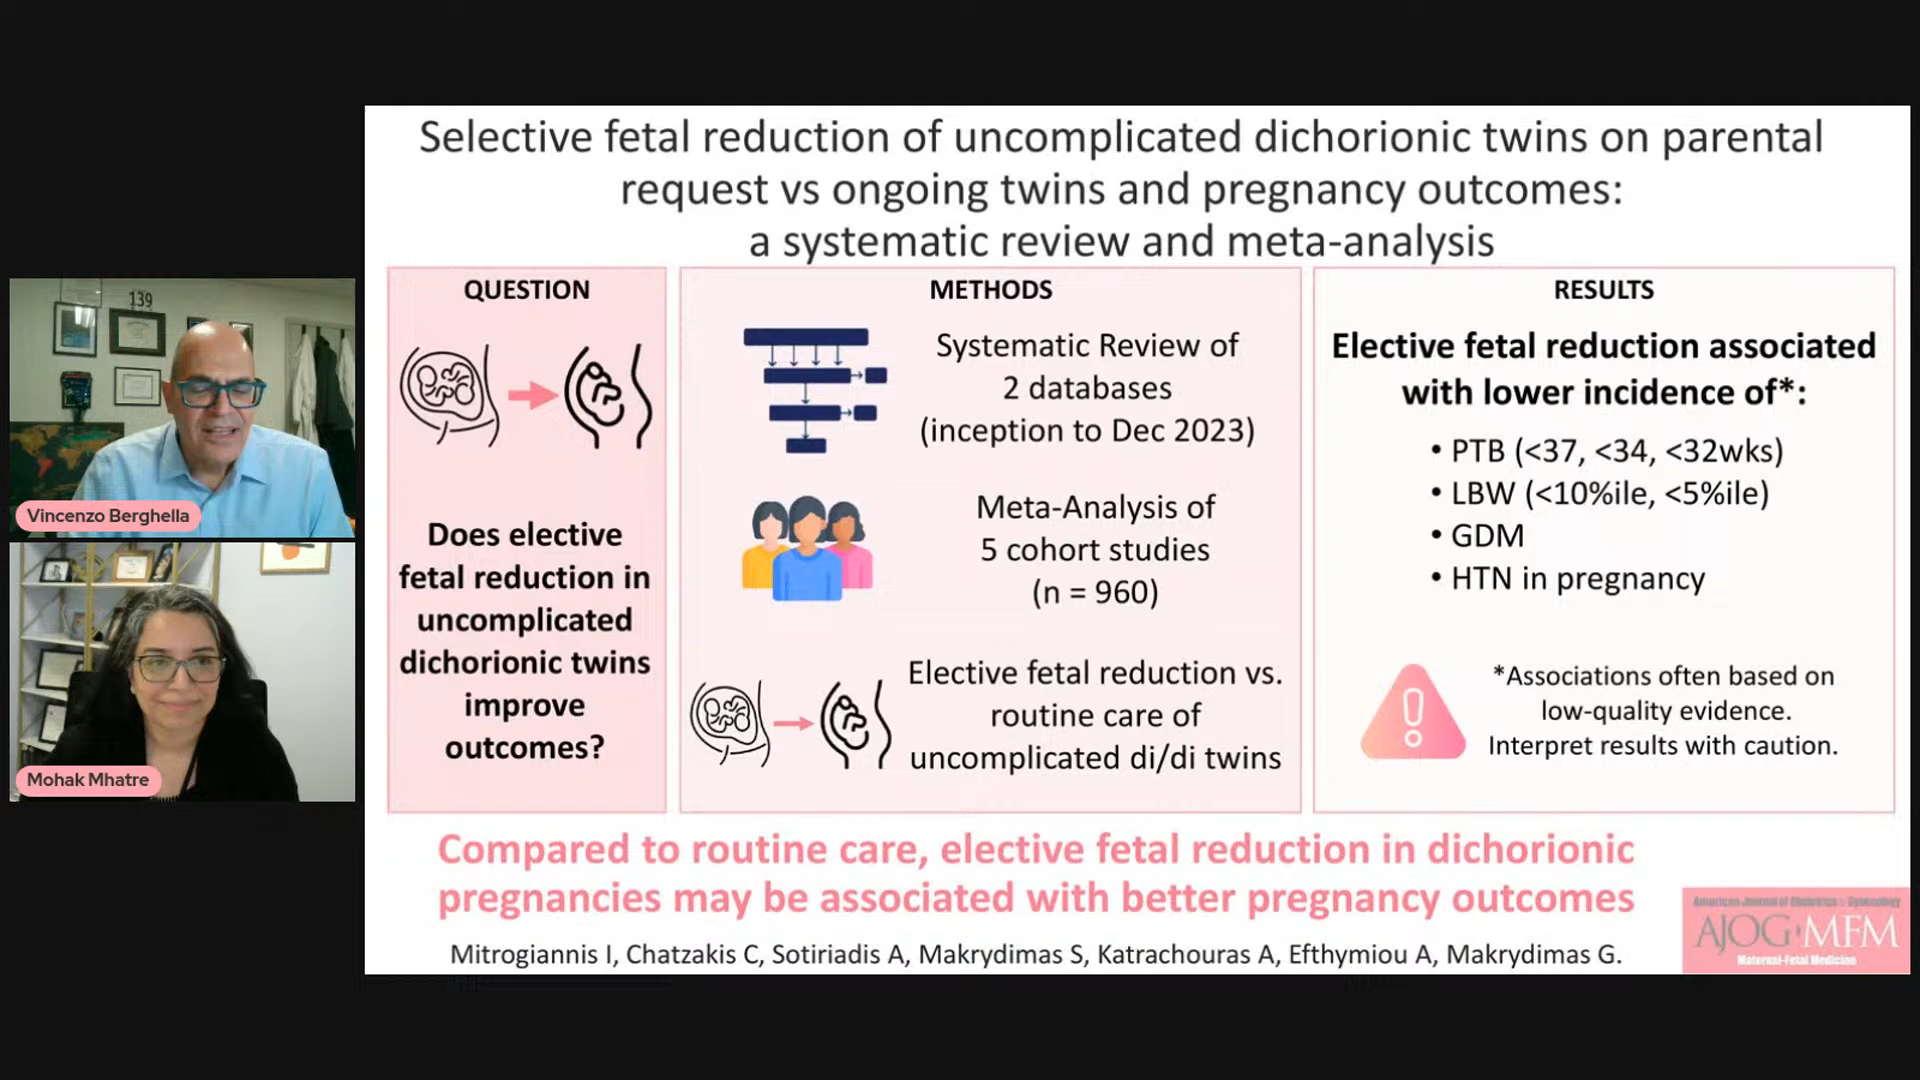 Selective fetal reduction of uncomplicated dichorionic twins on parental
request vs ongoing twins and pregnancy outcomes:
a systematic review and meta-analysis
QUESTION
Does elective
fetal reduction in
uncomplicated
dichorionic twins
improve
outcomes?
METHODS
Systematic Review of
2 databases
(inception to Dec 2023)
Meta-Analysis of
5 cohort studies
(n = 960)
Elective fetal reduction vs.
routine care of
uncomplicated di/di twins
RESULTS
Elective fetal reduction associated
with lower incidence of*:
• PTB (<37, <34, <32wks)
• LBW (<10%ile, <5%ile)
• GDM
• HTN in pregnancy
*Associations often based on
low-quality evidence.
Interpret results with caution.
Compared to routine care, elective fetal reduction in dichorionic
pregnancies may be associated with better pregnancy outcomes
Mitrogiannis I, Chatzakis C, Sotiriadis A, Makrydimas S, Katrachouras A, Efthymiou A, Makrydimas G.
American Journal of Obstetrics & Gynecology
AJOG•MFM
Maternal-Fetal Medicine
139
Vincenzo Berghella
Mohak Mhatre